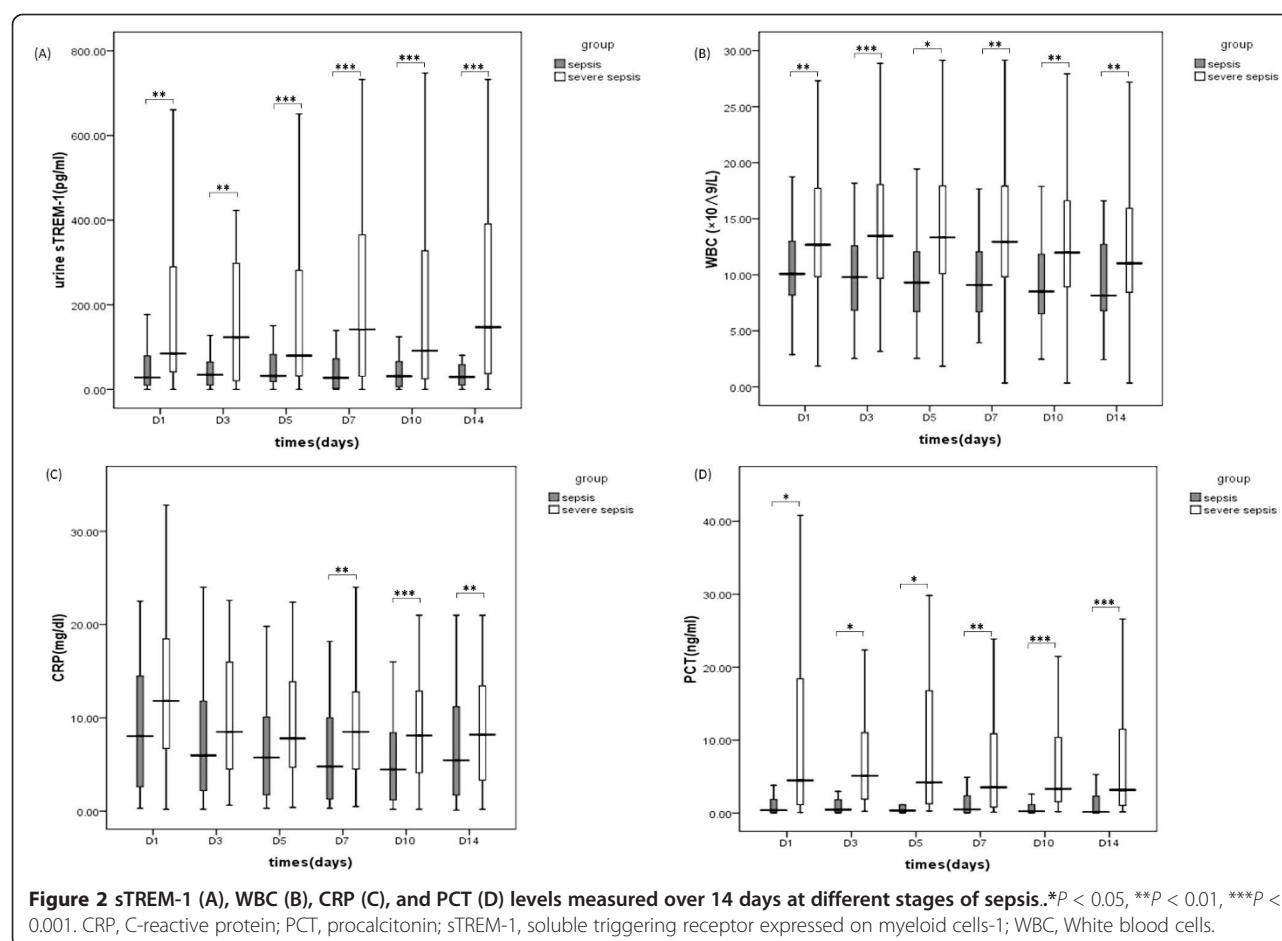 (A)
group
sepsis
severe sepsis
800.00
600.00
400.00
200.00
0.00
urine sTREM-1(pg/ml)
**
**
***
***
***
***
D1 D3 D5 D7 D10 D14
times(days)
(B)
group
sepsis
severe sepsis
30.00
25.00
20.00
15.00
10.00
5.00
0.00
WBC (×10∧9/L)
**
***
*
**
**
**
D1 D3 D5 D7 D10 D14
times(days)
(C)
group
sepsis
severe sepsis
30.00
20.00
10.00
0.00
CRP(mg/dl)
**
***
**
D1 D3 D5 D7 D10 D14
times(days)
(D)
group
sepsis
severe sepsis
40.00
30.00
20.00
10.00
0.00
PCT(ng/ml)
*
*
*
**
***
***
D1 D3 D5 D7 D10 D14
times(days)
Figure 2 sTREM-1 (A), WBC (B), CRP (C), and PCT (D) levels measured over 14 days at different stages of sepsis..*P < 0.05, **P < 0.01, ***P <
0.001. CRP, C-reactive protein; PCT, procalcitonin; sTREM-1, soluble triggering receptor expressed on myeloid cells-1; WBC, White blood cells.